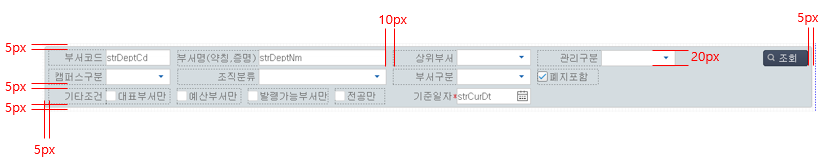 10px
5px
5px 부서코드 strDeptCd 부서명(약칭,증명) strDeptNm 상위부서 관리구분 20px 조회
캠퍼스구분 조직분류 부서구분 폐지포함
5px
기타조건 대표부서만 예산부서만 발령가능부서만 전공만 기준일자 *strCurDt
5px
5px